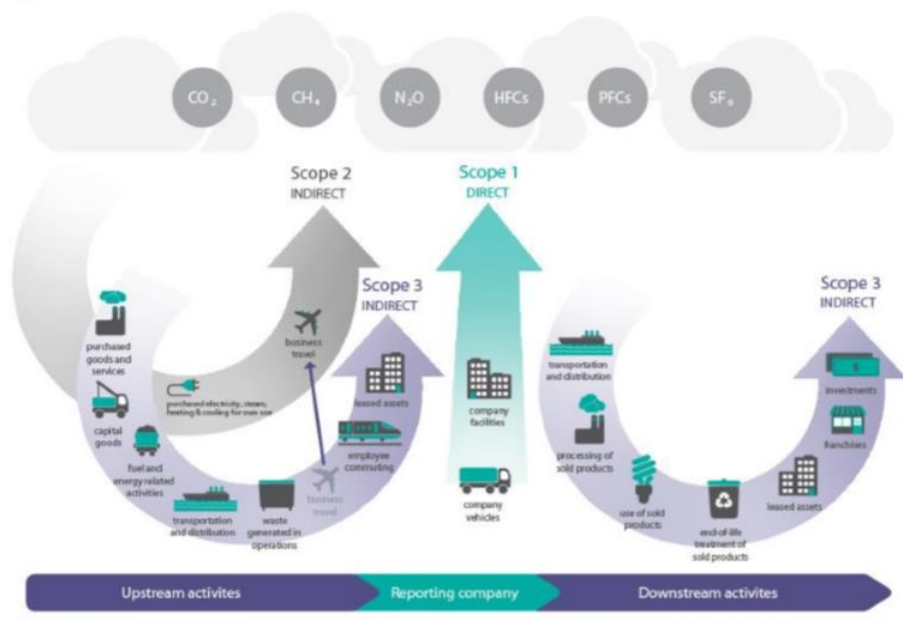 CO₂
CH₄
N₂O
HFCs
PFCs
SF₆
Scope 2
INDIRECT
Scope 1
DIRECT
Scope 3
INDIRECT
Scope 3
INDIRECT
purchased
goods and
services
capital
goods
fuel and
energy related
activities
transportation
and distribution
waste
generated in
operations
business
travel
business
travel
purchased electricity, steam,
heating & cooling for own use
employee
commuting
leased assets
company
facilities
company
vehicles
transportation
and distribution
processing of
sold products
use of sold
products
end-of-life
treatment of
sold products
leased assets
franchises
investments
$
Upstream activites
Reporting company
Downstream activites